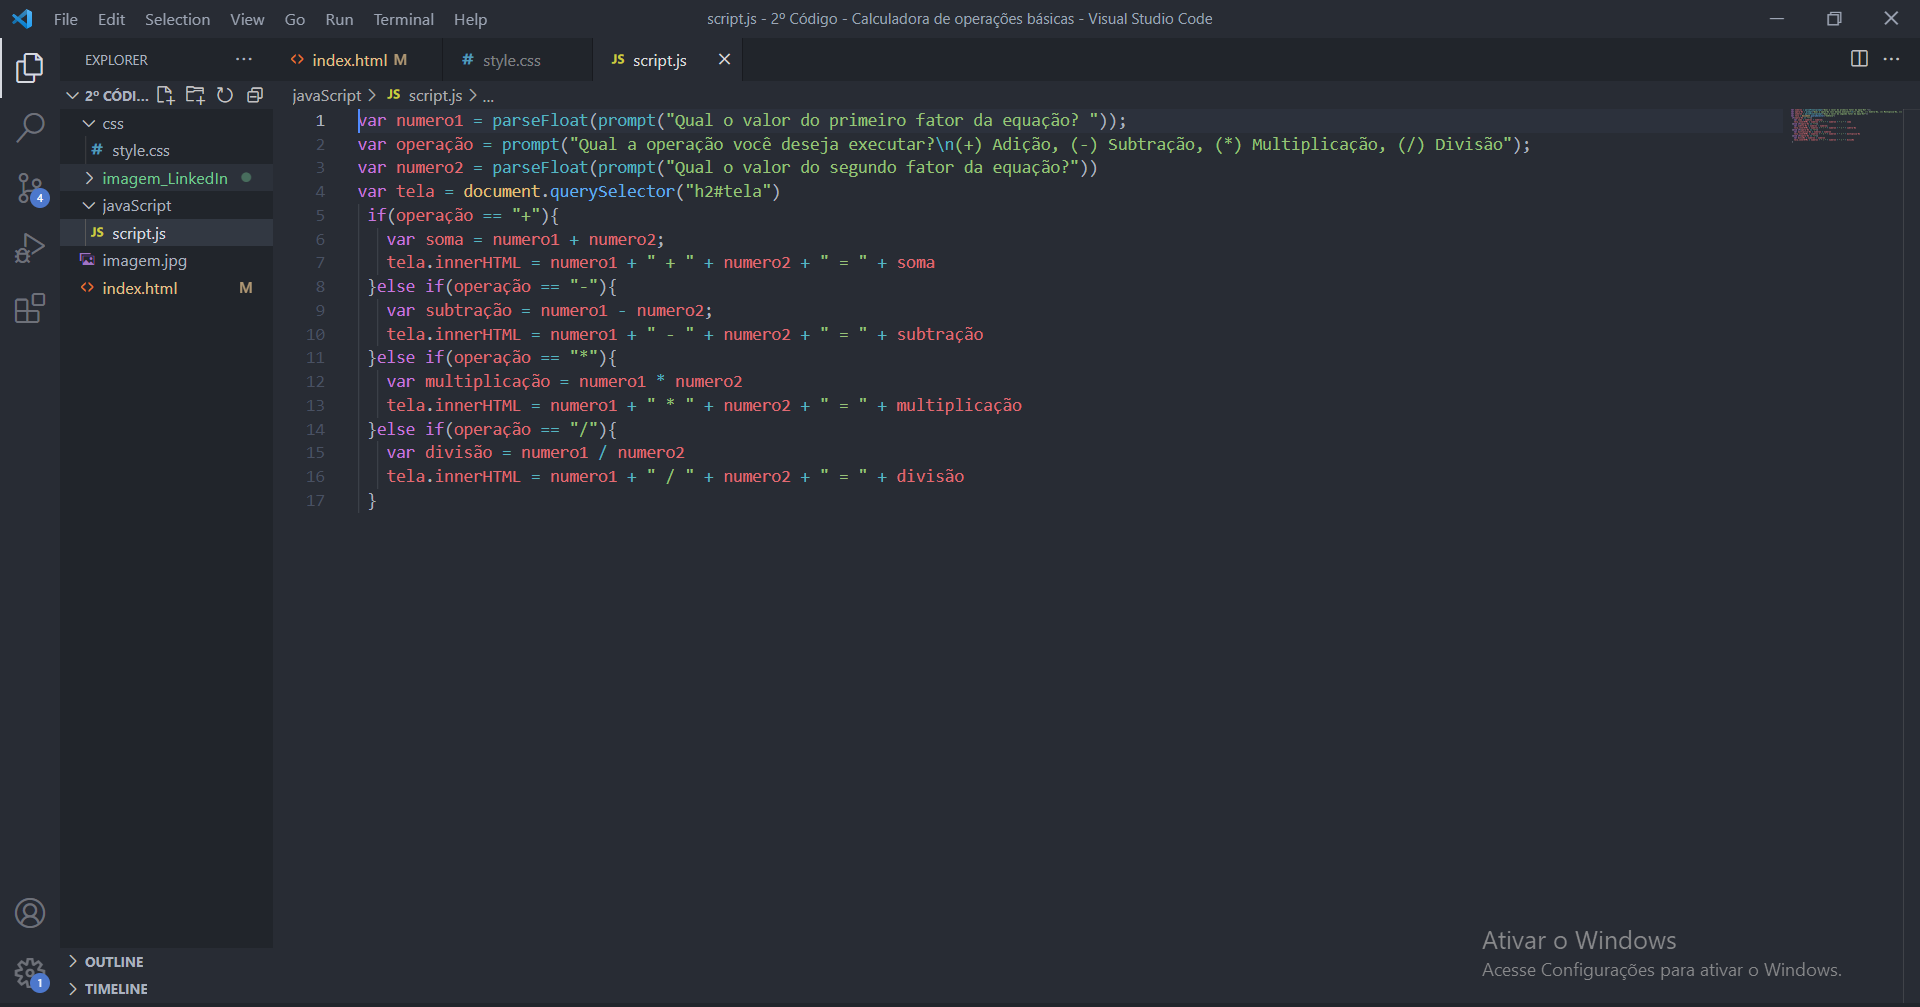 File Edit Selection View Go Run Terminal Help
script.js - 2º Código - Calculadora de operações básicas - Visual Studio Code
EXPLORER ...
index.html M
# style.css
JS script.js
2º CÓDI...
javaScript > JS script.js > ...
css
# style.css
imagem_LinkedIn
javaScript
JS script.js
imagem.jpg
index.html M
4
1 var numero1 = parseFloat(prompt("Qual o valor do primeiro fator da equação? "));
2 var operação = prompt("Qual a operação você deseja executar?\n(+) Adição, (-) Subtração, (*) Multiplicação, (/) Divisão");
3 var numero2 = parseFloat(prompt("Qual o valor do segundo fator da equação?"))
4 var tela = document.querySelector("h2#tela")
5 if(operação == "+"){
6 var soma = numero1 + numero2;
7 tela.innerHTML = numero1 + " + " + numero2 + " = " + soma
8 }else if(operação == "-"){
9 var subtração = numero1 - numero2;
10 tela.innerHTML = numero1 + " - " + numero2 + " = " + subtração
11 }else if(operação == "*"){
12 var multiplicação = numero1 * numero2
13 tela.innerHTML = numero1 + " * " + numero2 + " = " + multiplicação
14 }else if(operação == "/"){
15 var divisão = numero1 / numero2
16 tela.innerHTML = numero1 + " / " + numero2 + " = " + divisão
17 }
Ativar o Windows
Acesse Configurações para ativar o Windows.
OUTLINE
1
TIMELINE